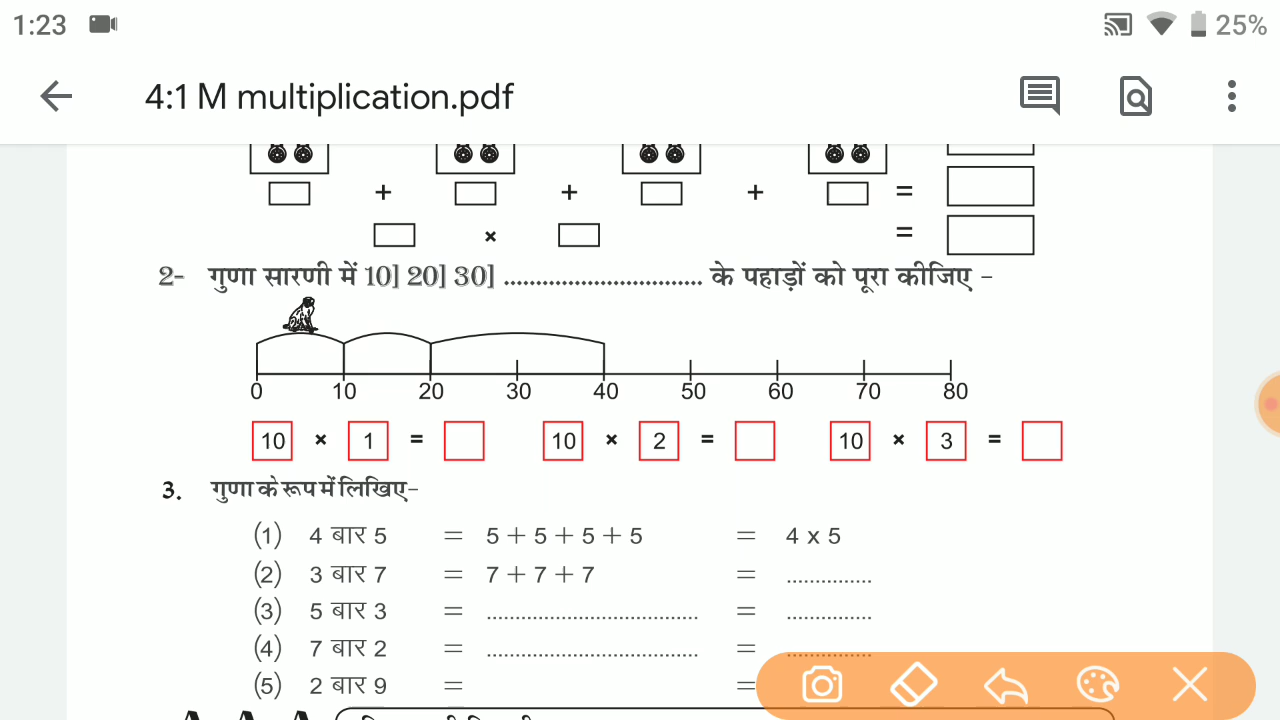 1:23 25%
4:1 M multiplication.pdf
+ + + =
× =
2- गुणा सारणी में 10] 20] 30] ............................... के पहाड़ों को पूरा कीजिए -
0 10 20 30 40 50 60 70 80
10 × 1 = 10 × 2 = 10 × 3 =
3. गुणा के रूप में लिखिए-
(1) 4 बार 5 = 5 + 5 + 5 + 5 = 4 x 5
(2) 3 बार 7 = 7 + 7 + 7 = ...............
(3) 5 बार 3 = ..................................... = ...............
(4) 7 बार 2 = ..................................... = ...............
(5) 2 बार 9 = =